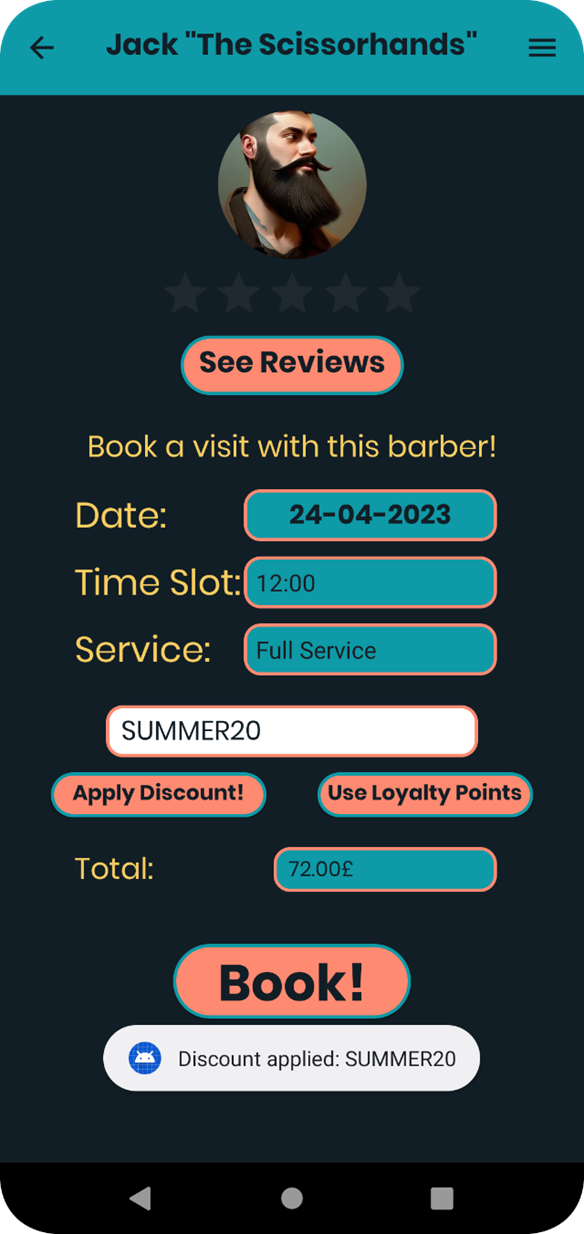 Jack "The Scissorhands"
See Reviews
Book a visit with this barber!
Date: 24-04-2023
Time Slot: 12:00
Service: Full Service
SUMMER20
Apply Discount! Use Loyalty Points
Total: 72.00£
Book!
Discount applied: SUMMER20